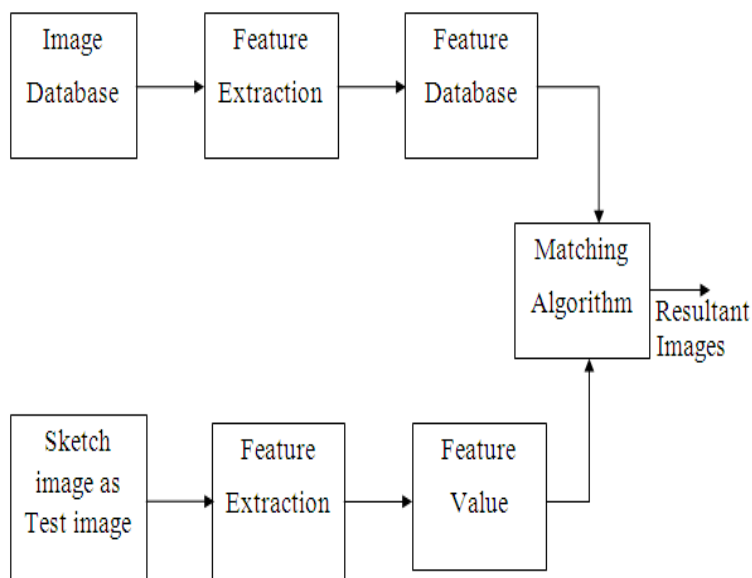 Image
Database
Feature
Extraction
Feature
Database
Matching
Algorithm
Resultant
Images
Sketch
image as
Test image
Feature
Extraction
Feature
Value